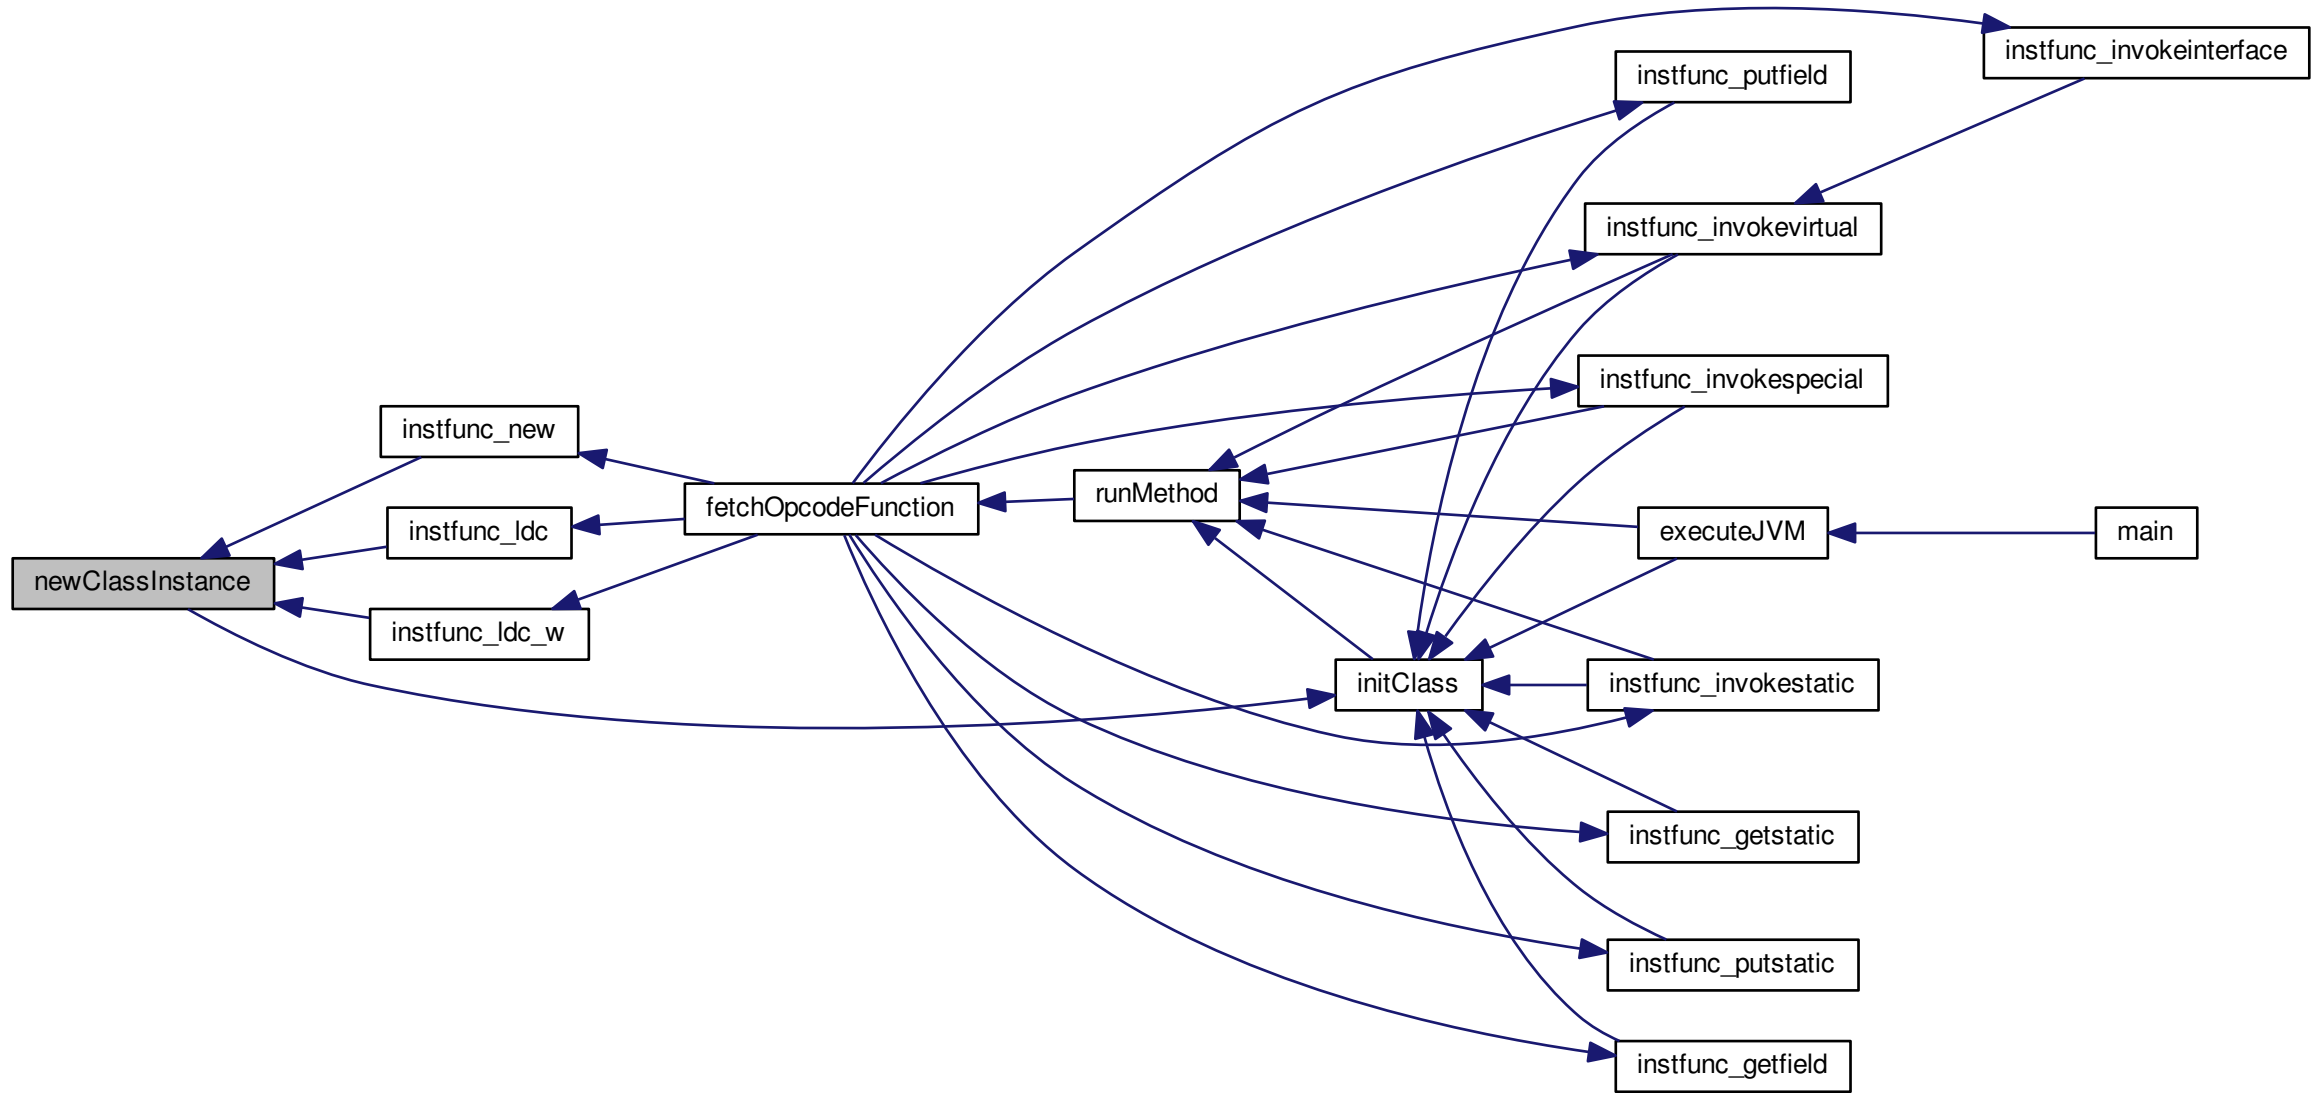 instfunc_invokeinterface
instfunc_putfield
instfunc_invokevirtual
instfunc_invokespecial
instfunc_new
runMethod
fetchOpcodeFunction
instfunc_ldc
executeJVM
main
newClassInstance
instfunc_ldc_w
initClass
instfunc_invokestatic
instfunc_getstatic
instfunc_putstatic
instfunc_getfield